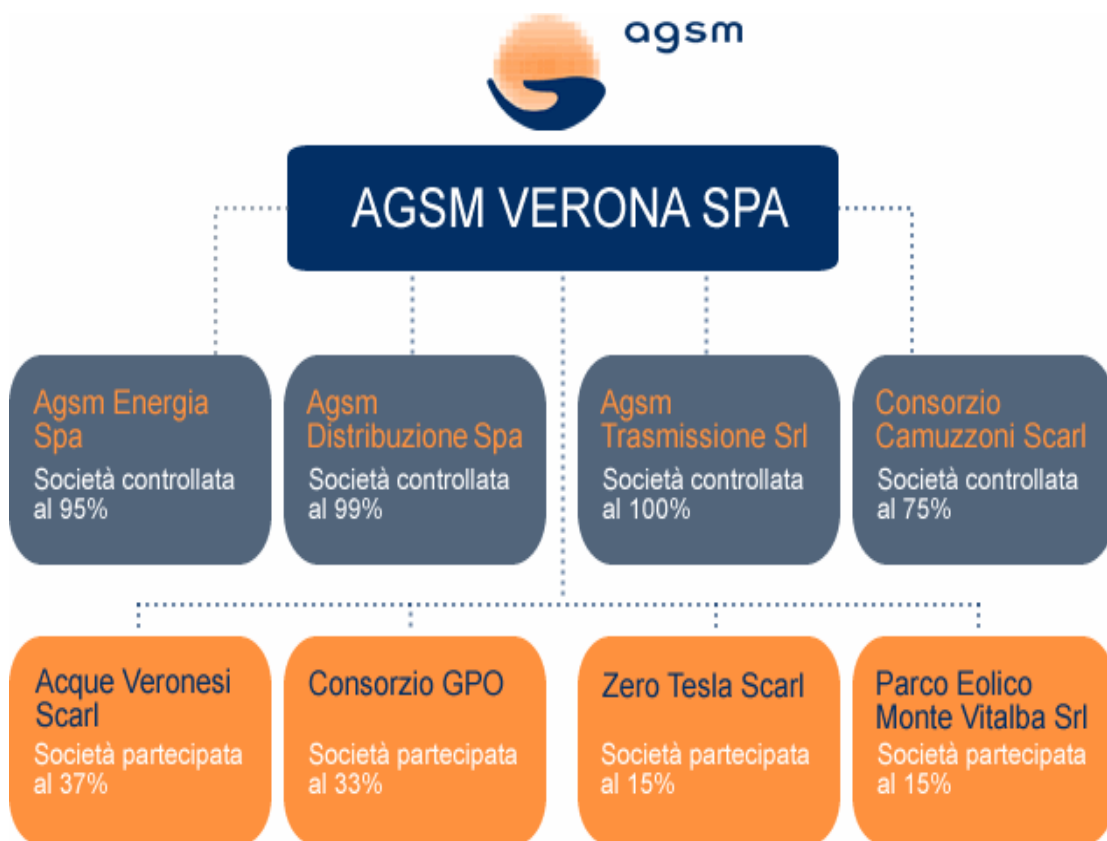 agsm
AGSM VERONA SPA
Agsm Energia
Spa
Società controllata
al 95%
Agsm
Distribuzione Spa
Società controllata
al 99%
Agsm
Trasmissione Srl
Società controllata
al 100%
Consorzio
Camuzzoni Scarl
Società controllata
al 75%
Acque Veronesi
Scarl
Società partecipata
al 37%
Consorzio GPO
Società partecipata
al 33%
Zero Tesla Scarl
Società partecipata
al 15%
Parco Eolico
Monte Vitalba Srl
Società partecipata
al 15%